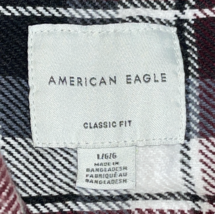 AMERICAN EAGLE
CLASSIC FIT
L/G/G
MADE IN
BANGLADESH
FABRIQUÉ AU
BANGLADESH